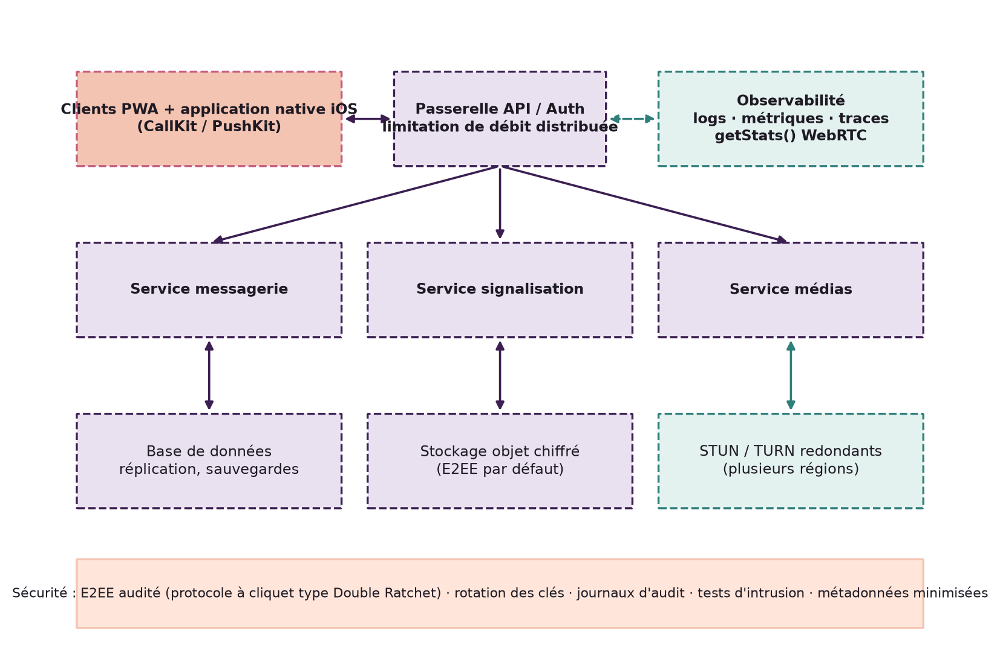 Clients PWA + application native iOS
(CallKit / PushKit)
Passerelle API / Auth
limitation de débit distribuée
Observabilité
logs · métriques · traces
getStats() WebRTC
Service messagerie
Service signalisation
Service médias
Base de données
réplication, sauvegardes
Stockage objet chiffré
(E2EE par défaut)
STUN / TURN redondants
(plusieurs régions)
Sécurité : E2EE audité (protocole à cliquet type Double Ratchet) · rotation des clés · journaux d'audit · tests d'intrusion · métadonnées minimisées